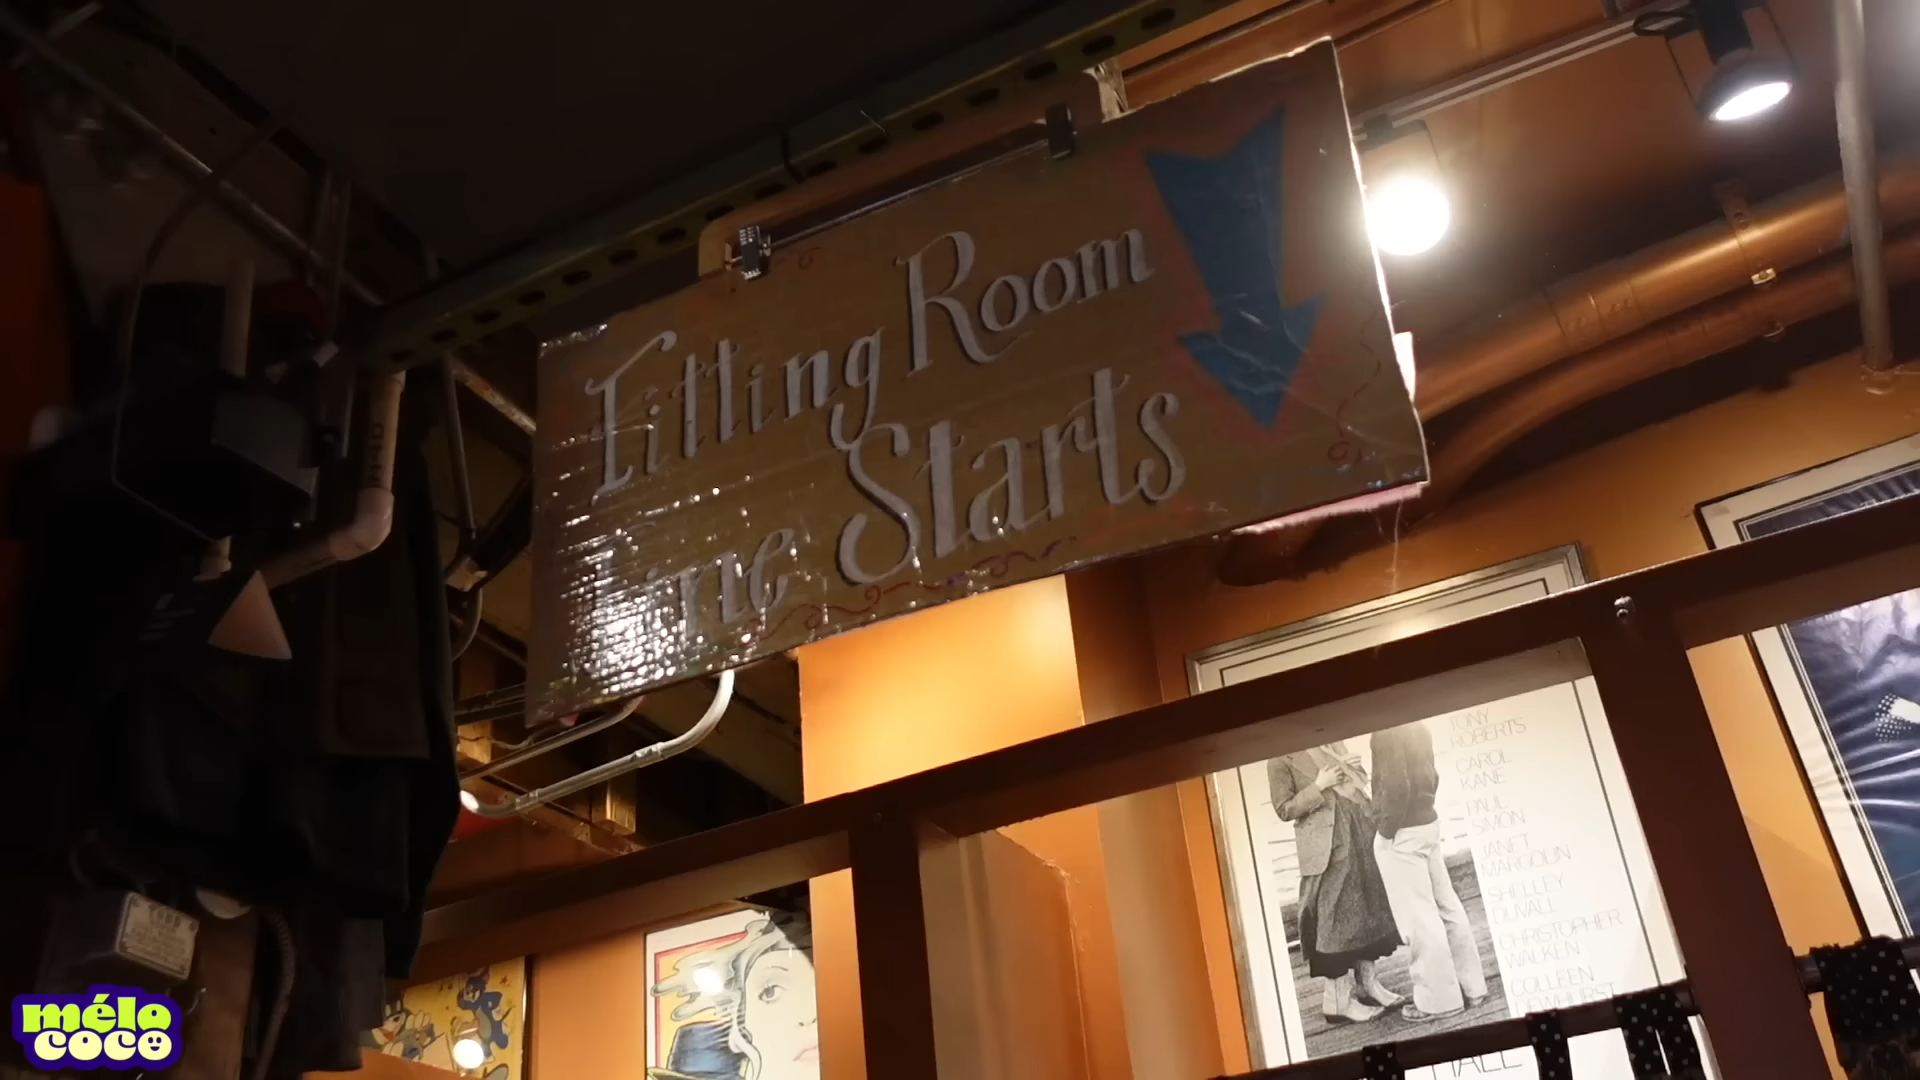 Fitting Room
Line Starts
TONY
ROBERTS
CAROL
KANE
PAUL
SIMON
JANET
MARGOLIN
SHELLEY
DUVALL
CHRISTOPHER
WALKEN
COLLEEN
DEWHURST
HALL
mélo
coco